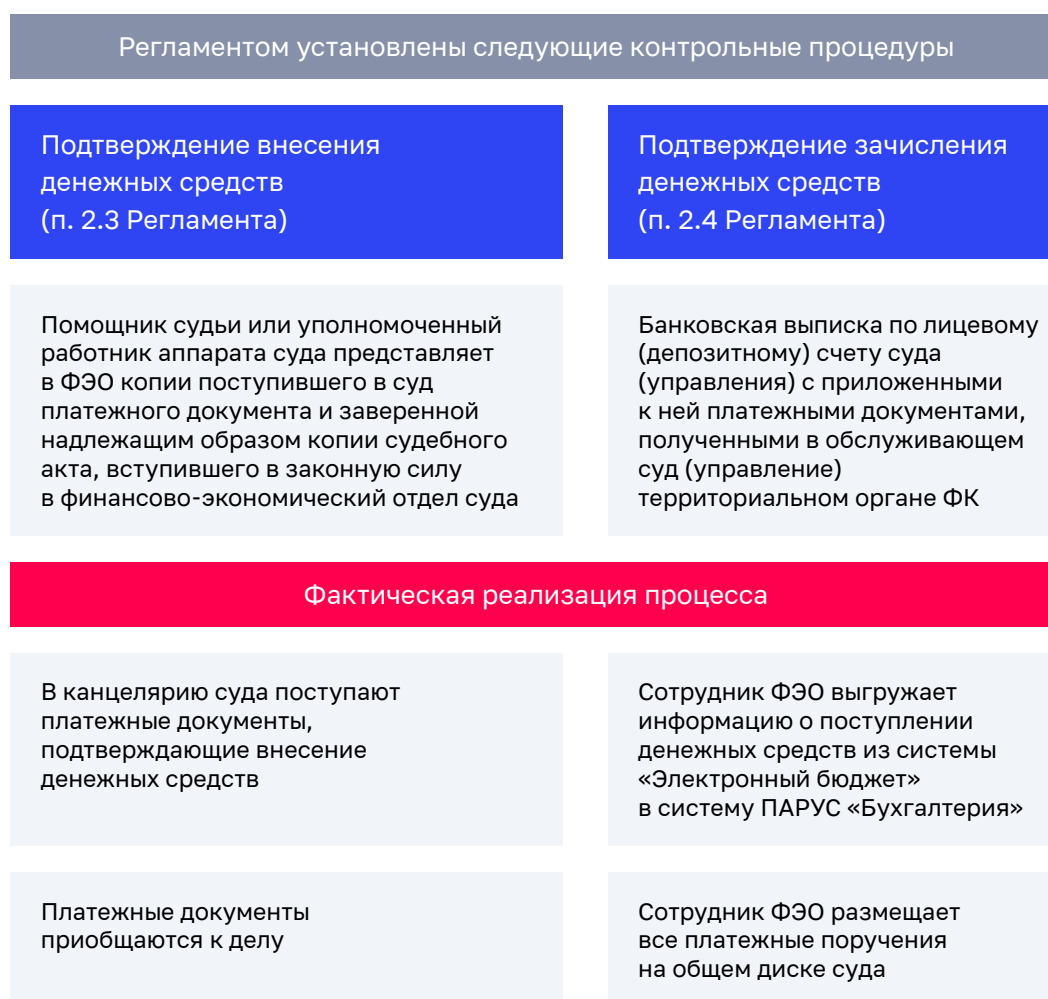 Регламентом установлены следующие контрольные процедуры
Подтверждение внесения
денежных средств
(п. 2.3 Регламента)
Подтверждение зачисления
денежных средств
(п. 2.4 Регламента)
Помощник судьи или уполномоченный
работник аппарата суда представляет
в ФЭО копии поступившего в суд
платежного документа и заверенной
надлежащим образом копии судебного
акта, вступившего в законную силу
в финансово-экономический отдел суда
Банковская выписка по лицевому
(депозитному) счету суда
(управления) с приложенными
к ней платежными документами,
полученными в обслуживающем
суд (управление)
территориальном органе ФК
Фактическая реализация процесса
В канцелярию суда поступают
платежные документы,
подтверждающие внесение
денежных средств
Сотрудник ФЭО выгружает
информацию о поступлении
денежных средств из системы
«Электронный бюджет»
в систему ПАРУС «Бухгалтерия»
Платежные документы
приобщаются к делу
Сотрудник ФЭО размещает
все платежные поручения
на общем диске суда